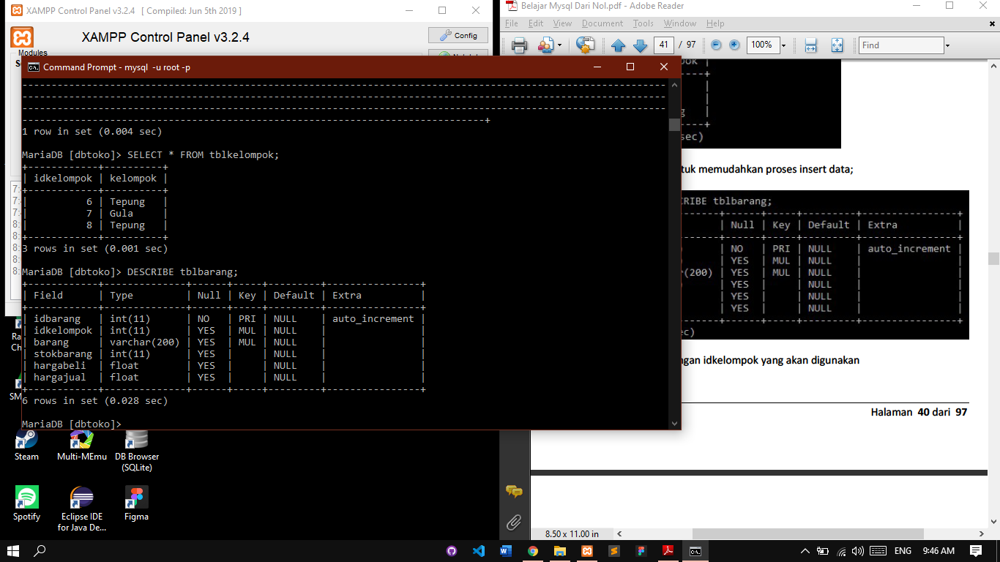 XAMPP Control Panel v3.2.4 [ Compiled: Jun 5th 2019 ]
XAMPP Control Panel v3.2.4
Config
Modules
Command Prompt - mysql -u root -p
--------------------------------------------------------------------------------------------------------------
--------------------------------------------------------------------------------------------------------------
--------------------------------------------------------------------------------------------------------------
-------------------------------------------------------------------------------+
1 row in set (0.004 sec)
MariaDB [dbtoko]> SELECT * FROM tblkelompok;
+------------+----------+
| idkelompok | kelompok |
+------------+----------+
|          6 | Tepung   |
|          7 | Gula     |
|          8 | Tepung   |
+------------+----------+
3 rows in set (0.001 sec)
MariaDB [dbtoko]> DESCRIBE tblbarang;
+------------+--------------+------+-----+---------+----------------+
| Field      | Type         | Null | Key | Default | Extra          |
+------------+--------------+------+-----+---------+----------------+
| idbarang   | int(11)      | NO   | PRI | NULL    | auto_increment |
| idkelompok | int(11)      | YES  | MUL | NULL    |                |
| barang     | varchar(200) | YES  | MUL | NULL    |                |
| stokbarang | int(11)      | YES  |     | NULL    |                |
| hargabeli  | float        | YES  |     | NULL    |                |
| hargajual  | float        | YES  |     | NULL    |                |
+------------+--------------+------+-----+---------+----------------+
6 rows in set (0.028 sec)
MariaDB [dbtoko]>
Belajar Mysql Dari Nol.pdf - Adobe Reader
File Edit View Document Tools Window Help
41 / 97 100% Find
sec)
tuk memudahkan proses insert data;
CRIBE tblbarang;
------+------+-----+---------+----------------+
| Null | Key | Default | Extra          |
------+------+-----+---------+----------------+
| NO   | PRI | NULL    | auto_increment |
| YES  | MUL | NULL    |                |
r(200) | YES  | MUL | NULL    |                |
| YES  |     | NULL    |                |
| YES  |     | NULL    |                |
| YES  |     | NULL    |                |
------+------+-----+---------+----------------+
ec)
ngan idkelompok yang akan digunakan
Halaman 40 dari 97
8.50 x 11.00 in
Steam
Multi-MEmu
DB Browser
(SQLite)
Spotify
Eclipse IDE
for Java De...
Figma
ENG 9:46 AM